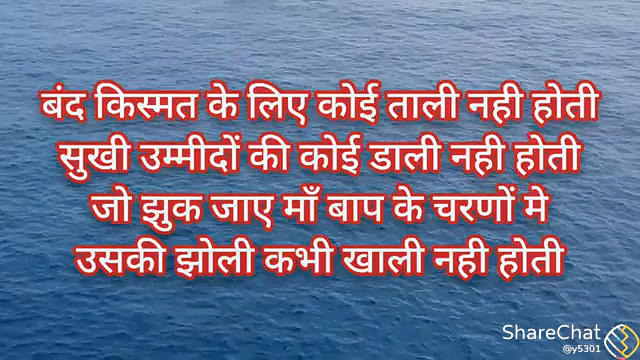 बंद किस्मत के लिए कोई ताली नही होती
सुखी उम्मीदों की कोई डाली नही होती
जो झुक जाए माँ बाप के चरणों मे
उसकी झोली कभी खाली नही होती
ShareChat
@y5301